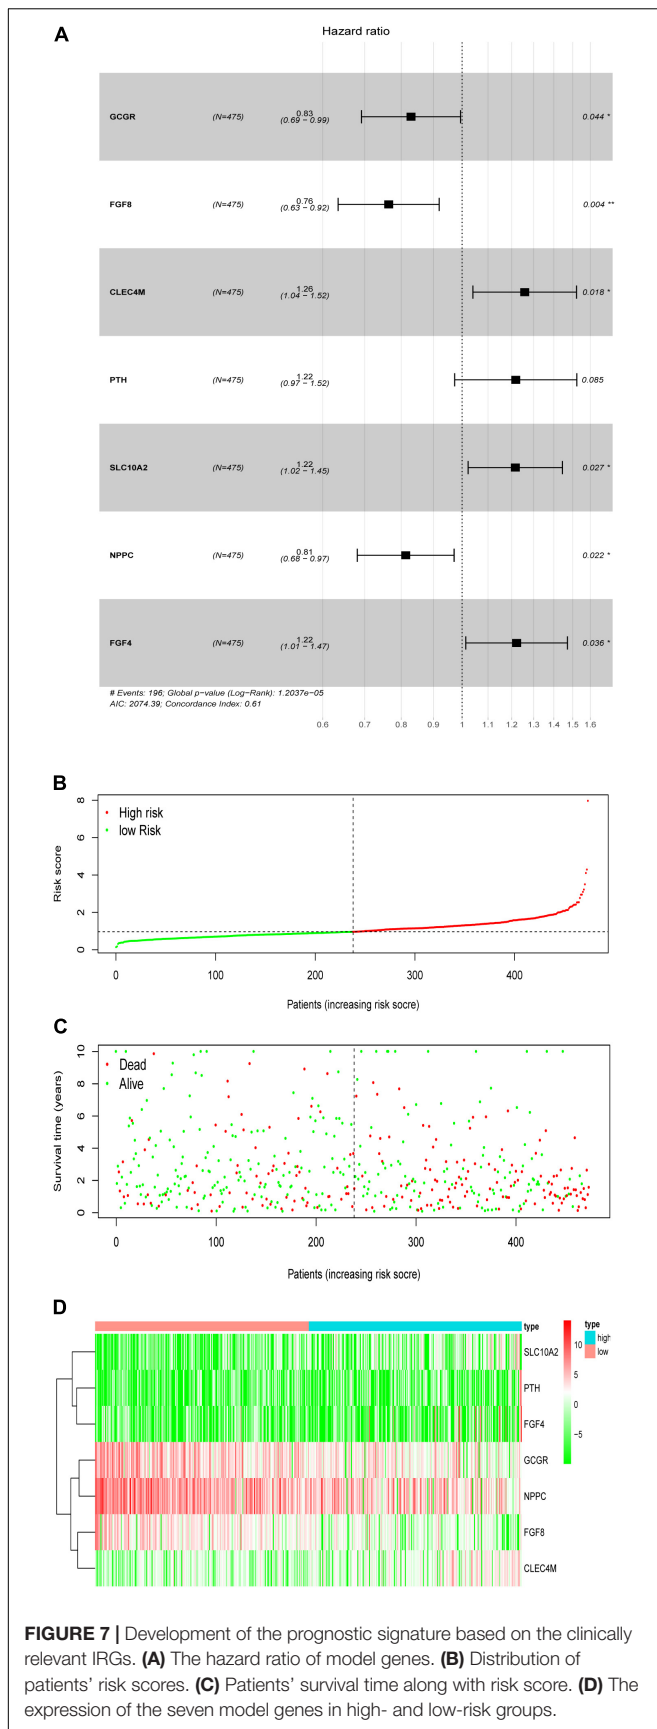 A
Hazard ratio
GCGR (N=475) 0.83 (0.69 − 0.99) 0.044 *
FGF8 (N=475) 0.76 (0.63 − 0.92) 0.004 **
CLEC4M (N=475) 1.26 (1.04 − 1.52) 0.018 *
PTH (N=475) 1.22 (0.97 − 1.52) 0.085
SLC10A2 (N=475) 1.22 (1.02 − 1.45) 0.027 *
NPPC (N=475) 0.81 (0.68 − 0.97) 0.022 *
FGF4 (N=475) 1.22 (1.01 − 1.47) 0.036 *
# Events: 196; Global p−value (Log−Rank): 1.2037e−05
AIC: 2074.39; Concordance Index: 0.61
0.6 0.7 0.8 0.9 1 1.1 1.2 1.3 1.4 1.5 1.6
B
High risk
low Risk
Risk score
8
6
4
2
0
0 100 200 300 400
Patients (increasing risk socre)
C
Dead
Alive
Survival time (years)
10
8
6
4
2
0
0 100 200 300 400
Patients (increasing risk socre)
D
type
type
high
low
10
5
0
−5
SLC10A2
PTH
FGF4
GCGR
NPPC
FGF8
CLEC4M
FIGURE 7 | Development of the prognostic signature based on the clinically
relevant IRGs. (A) The hazard ratio of model genes. (B) Distribution of
patients' risk scores. (C) Patients' survival time along with risk score. (D) The
expression of the seven model genes in high- and low-risk groups.